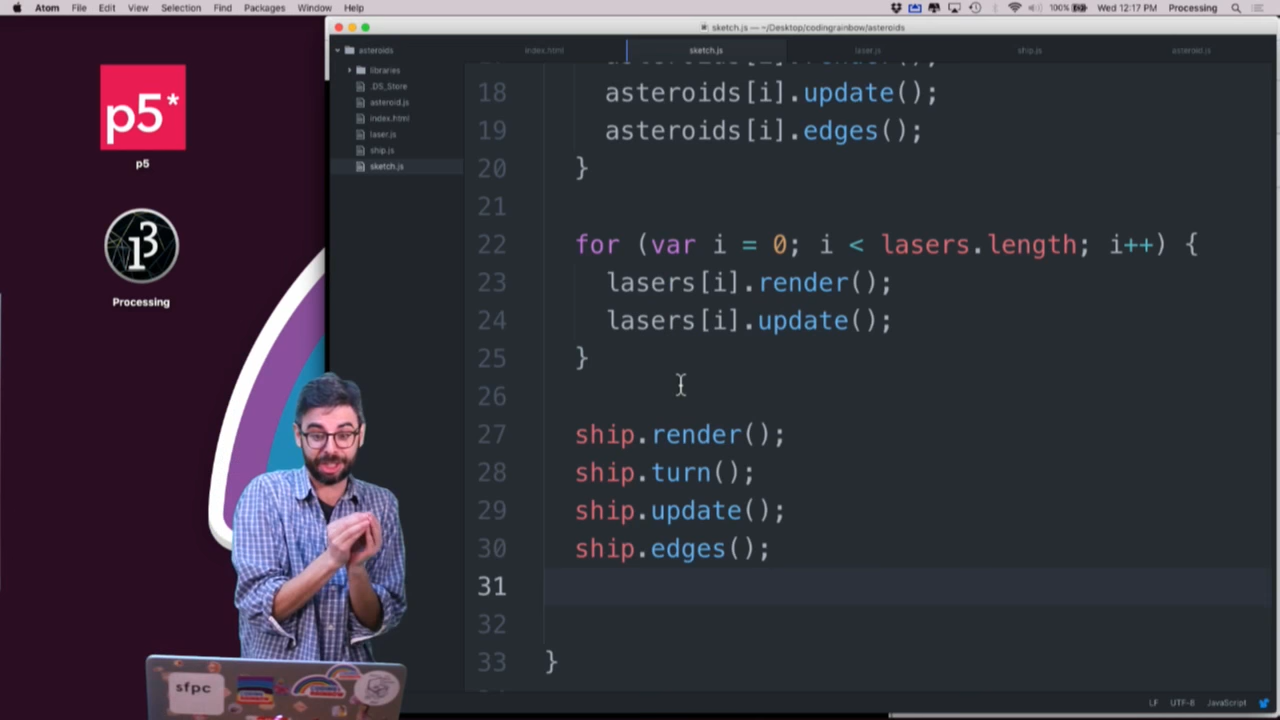 Atom File Edit View Selection Find Packages Window Help 100% Wed 12:17 PM Processing
sketch.js — ~/Desktop/codingrainbow/asteroids
asteroids index.html sketch.js laser.js ship.js asteroid.js
libraries
.DS_Store
asteroid.js
index.html
laser.js
ship.js
sketch.js
p5*
p5
Processing
18 asteroids[i].update();
19 asteroids[i].edges();
20 }
21
22 for (var i = 0; i < lasers.length; i++) {
23 lasers[i].render();
24 lasers[i].update();
25 }
26
27 ship.render();
28 ship.turn();
29 ship.update();
30 ship.edges();
31
32
33 }
sfpc
LF UTF-8 JavaScript